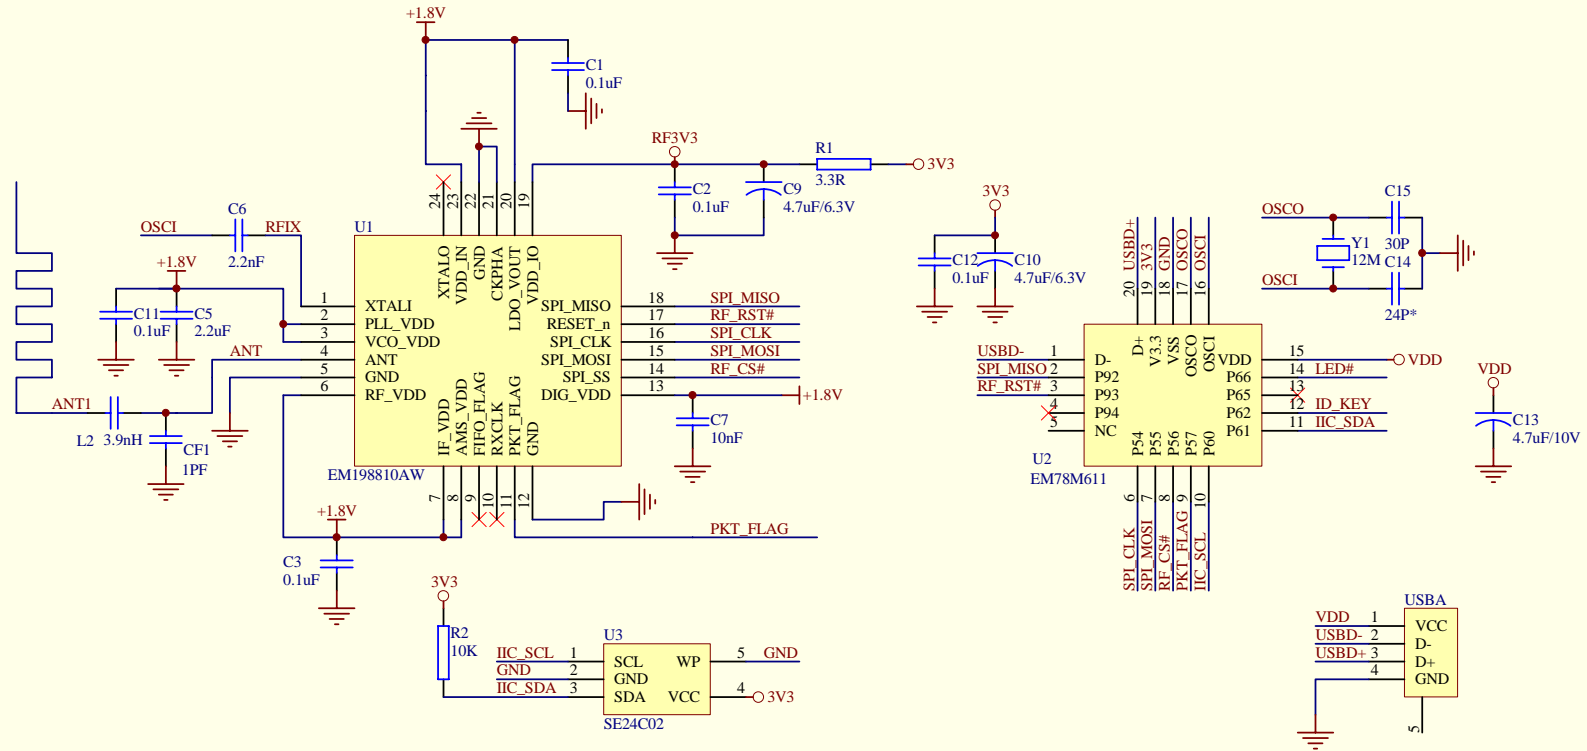 +1.8V
C1
0.1uF
RF3V3
R1
3.3R
3V3
C2
0.1uF
C9
4.7uF/6.3V
24
23
22
21
20
19
OSCI
C6
2.2nF
RFIX
U1
XTALO
VDD_IN
GND
CKPHA
LDO_VOUT
VDD_IO
+1.8V
C11
0.1uF
C5
2.2uF
1
XTALI
2
PLL_VDD
3
VCO_VDD
ANT
4
ANT
5
GND
6
RF_VDD
SPI_MISO
18
SPI_MISO
RESET_n
17
RF_RST#
SPI_CLK
16
SPI_CLK
SPI_MOSI
15
SPI_MOSI
SPI_SS
14
RF_CS#
DIG_VDD
13
+1.8V
C7
10nF
ANT1
L2
3.9nH
CF1
1PF
IF_VDD
AMS_VDD
FIFO_FLAG
RXCLK
PKT_FLAG
GND
EM198810AW
7
8
9
10
11
12
PKT_FLAG
+1.8V
C3
0.1uF
3V3
R2
10K
U3
IIC_SCL
1
SCL
GND
2
GND
IIC_SDA
3
SDA
WP
5
GND
VCC
4
3V3
SE24C02
3V3
C12
0.1uF
C10
4.7uF/6.3V
USBD+
3V3
GND
OSCO
OSCI
20
19
18
17
16
D+
V3.3
VSS
OSCO
OSCI
OSCO
C15
30P
Y1
12M
OSCI
C14
24P*
USBD-
1
D-
SPI_MISO
2
P92
RF_RST#
3
P93
4
P94
5
NC
VDD
15
VDD
P66
14
LED#
P65
13
P62
12
ID_KEY
P61
11
IIC_SDA
P54
P55
P56
P57
P60
U2
EM78M611
6
7
8
9
10
SPI_CLK
SPI_MOSI
RF_CS#
PKT_FLAG
IIC_SCL
VDD
C13
4.7uF/10V
USBA
VDD
1
VCC
USBD-
2
D-
USBD+
3
D+
4
GND
5